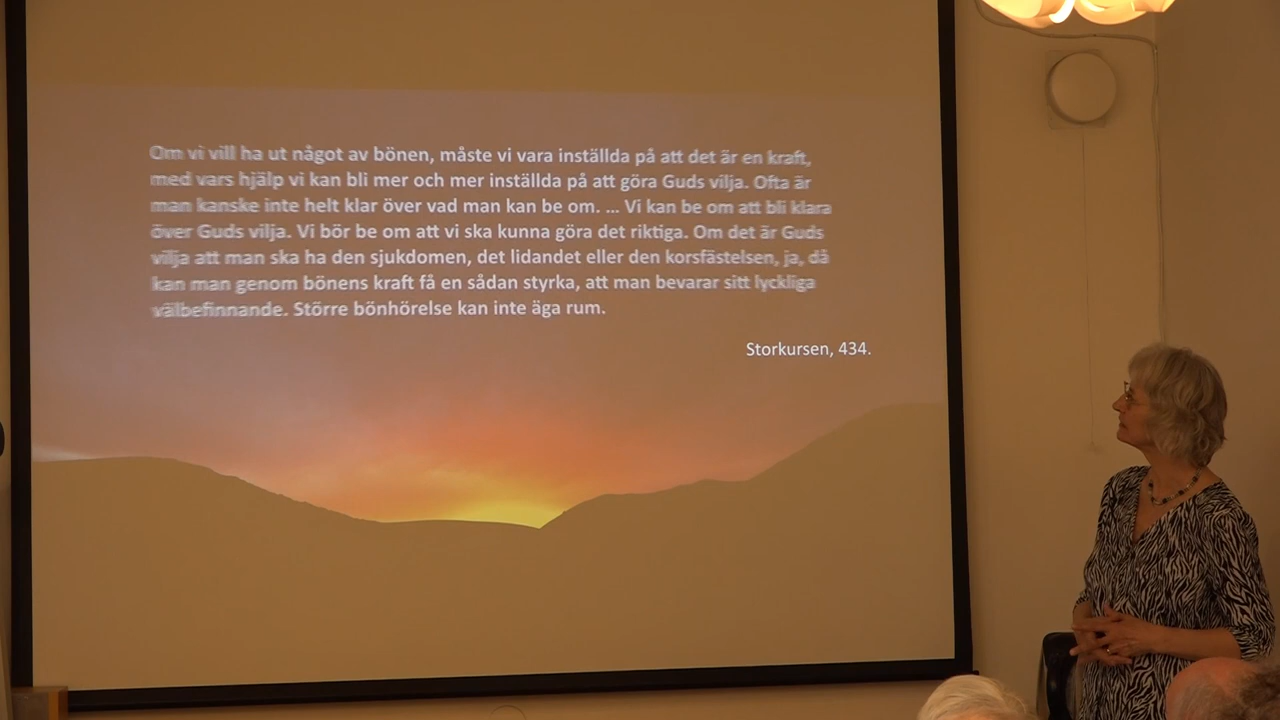 Om vi vill ha ut något av bönen, måste vi vara inställda på att det är en kraft,
med vars hjälp vi kan bli mer och mer inställda på att göra Guds vilja. Ofta är
man kanske inte helt klar över vad man kan be om. ... Vi kan be om att bli klara
över Guds vilja. Vi bör be om att vi ska kunna göra det riktiga. Om det är Guds
vilja att man ska ha den sjukdomen, det lidandet eller den korsfästelsen, ja, då
kan man genom bönens kraft få en sådan styrka, att man bevarar sitt lyckliga
välbefinnande. Större bönhörelse kan inte äga rum.
Storkursen, 434.